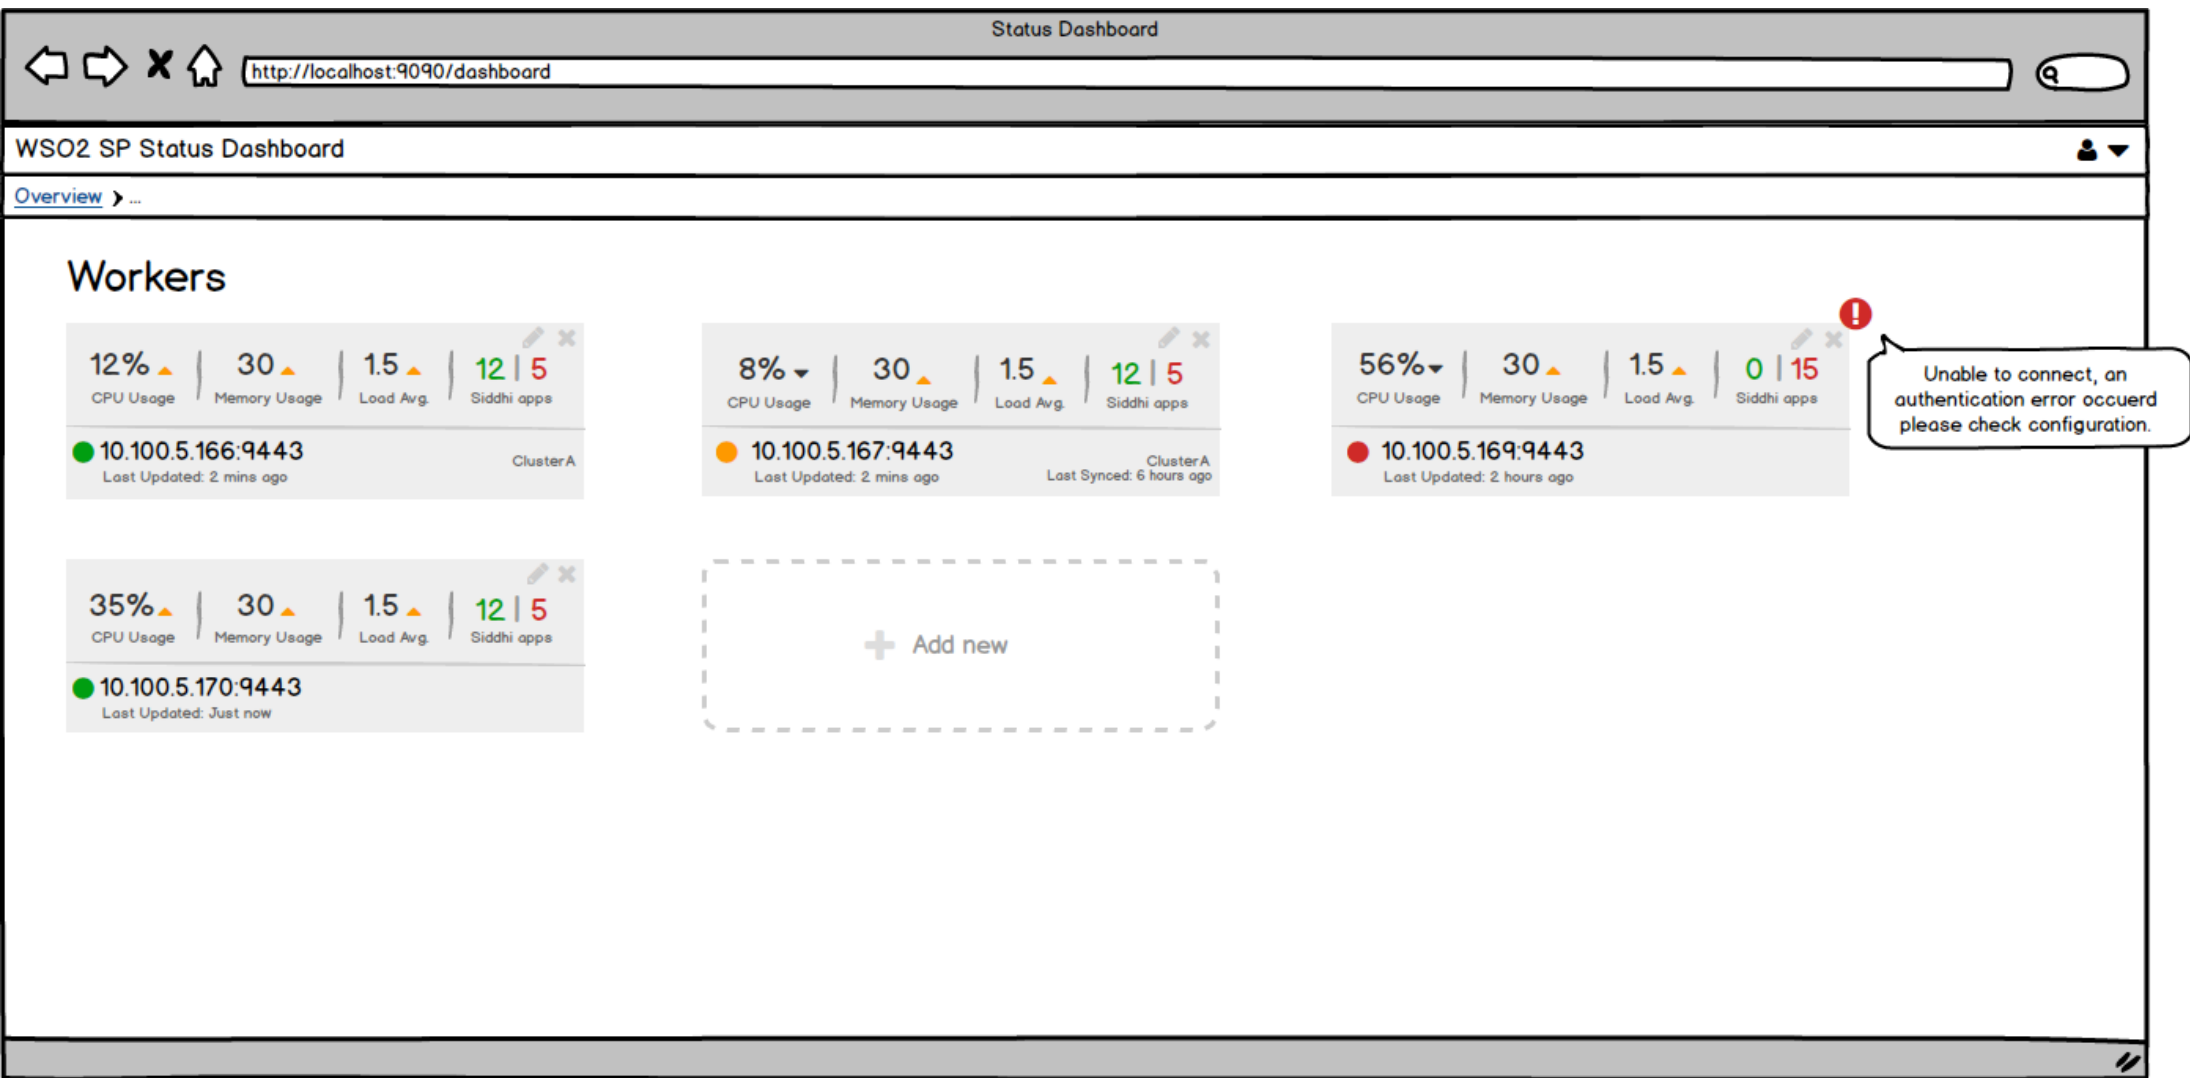 Status Dashboard
http://localhost:9090/dashboard
WSO2 SP Status Dashboard
Overview ❯ ...
Workers
12% 30 1.5 12 | 5
CPU Usage Memory Usage Load Avg. Siddhi apps
10.100.5.166:9443
ClusterA
Last Updated: 2 mins ago
8% 30 1.5 12 | 5
CPU Usage Memory Usage Load Avg. Siddhi apps
10.100.5.167:9443
ClusterA
Last Updated: 2 mins ago Last Synced: 6 hours ago
56% 30 1.5 0 | 15
CPU Usage Memory Usage Load Avg. Siddhi apps
10.100.5.169:9443
Last Updated: 2 hours ago
Unable to connect, an
authentication error occuerd
please check configuration.
35% 30 1.5 12 | 5
CPU Usage Memory Usage Load Avg. Siddhi apps
10.100.5.170:9443
Last Updated: Just now
Add new